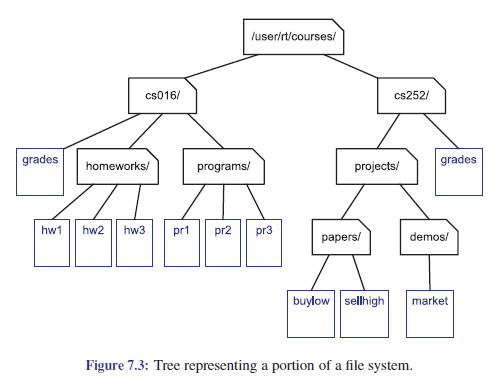 /user/rt/courses/
cs016/
cs252/
grades
homeworks/
programs/
projects/
grades
hw1
hw2
hw3
pr1
pr2
pr3
papers/
demos/
buylow
sellhigh
market
Figure 7.3: Tree representing a portion of a file system.